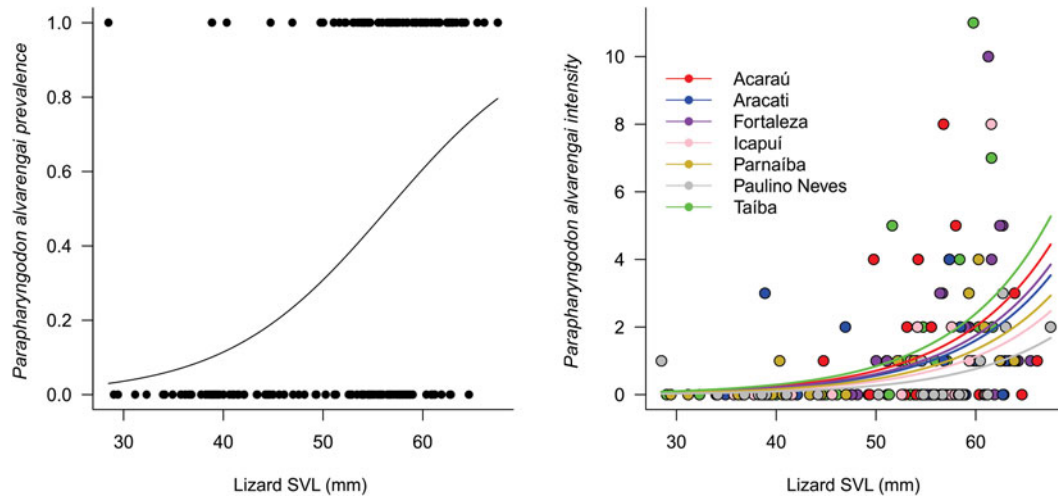 Parapharyngodon alvarengai prevalence
1.0
0.8
0.6
0.4
0.2
0.0
30 40 50 60
Lizard SVL (mm)
Parapharyngodon alvarengai intensity
10
8
6
4
2
0
Acaraú
Aracati
Fortaleza
Icapuí
Parnaíba
Paulino Neves
Taíba
30 40 50 60
Lizard SVL (mm)